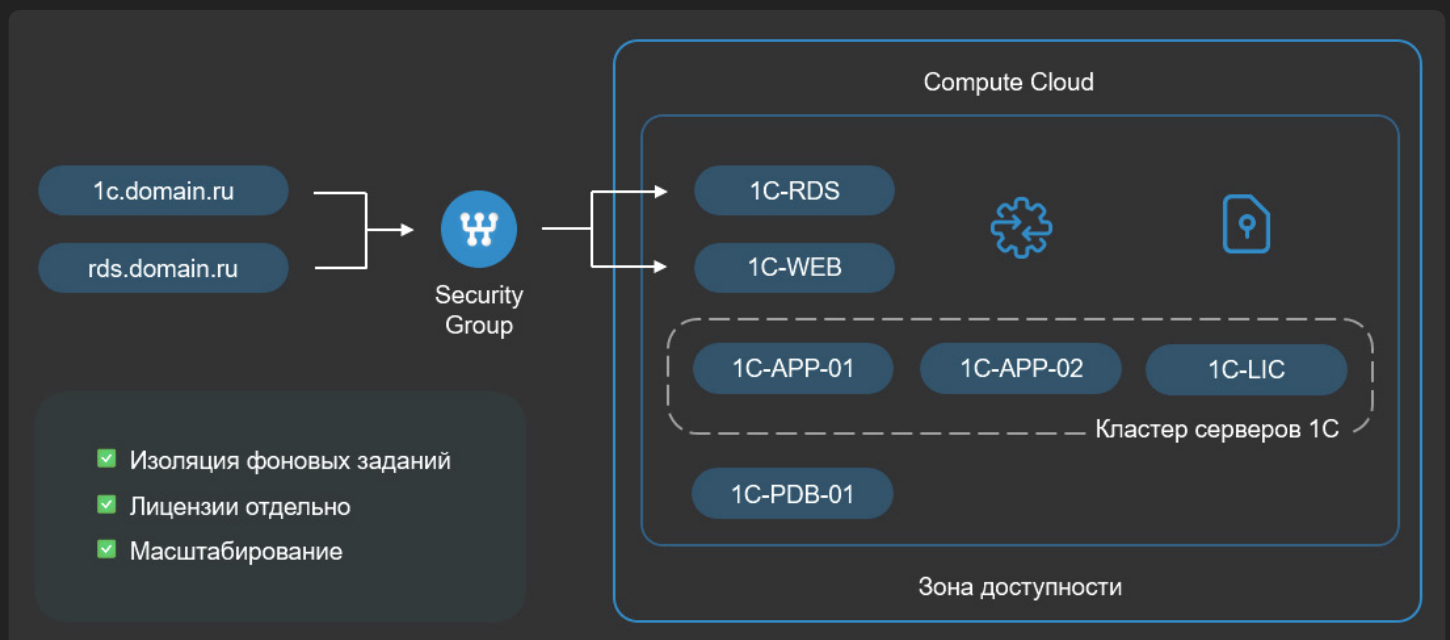 Compute Cloud
1c.domain.ru
rds.domain.ru
Security
Group
1C-RDS
1C-WEB
1C-APP-01
1C-APP-02
1C-LIC
Кластер серверов 1С
1C-PDB-01
Зона доступности
Изоляция фоновых заданий
Лицензии отдельно
Масштабирование